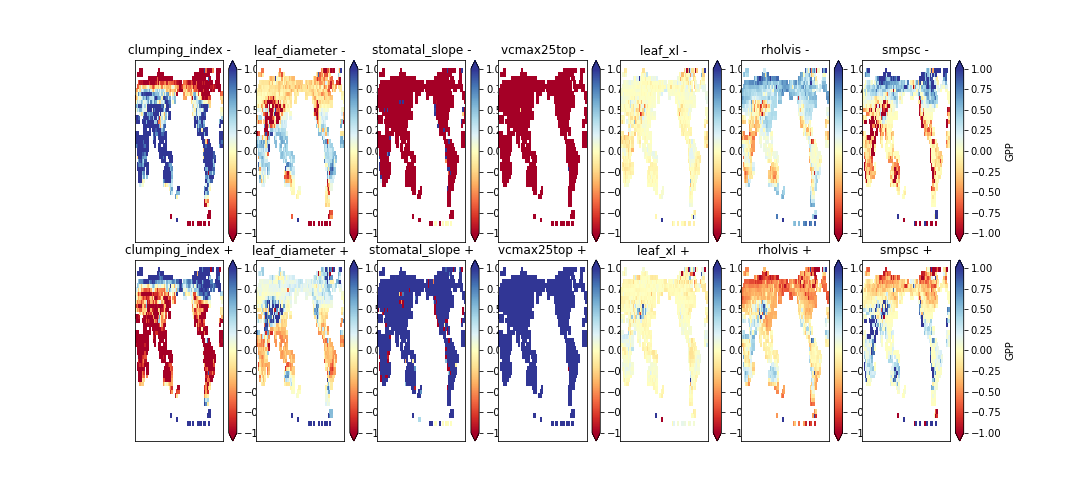 clumping_index -
leaf_diameter -
stomatal_slope -
vcmax25top -
leaf_xl -
rholvis -
smpsc -
1.00
0.75
0.50
0.25
0.00
−0.25
−0.50
−0.75
−1.00
GPP
clumping_index +
leaf_diameter +
stomatal_slope +
vcmax25top +
leaf_xl +
rholvis +
smpsc +
1.00
0.75
0.50
0.25
0.00
−0.25
−0.50
−0.75
−1.00
GPP